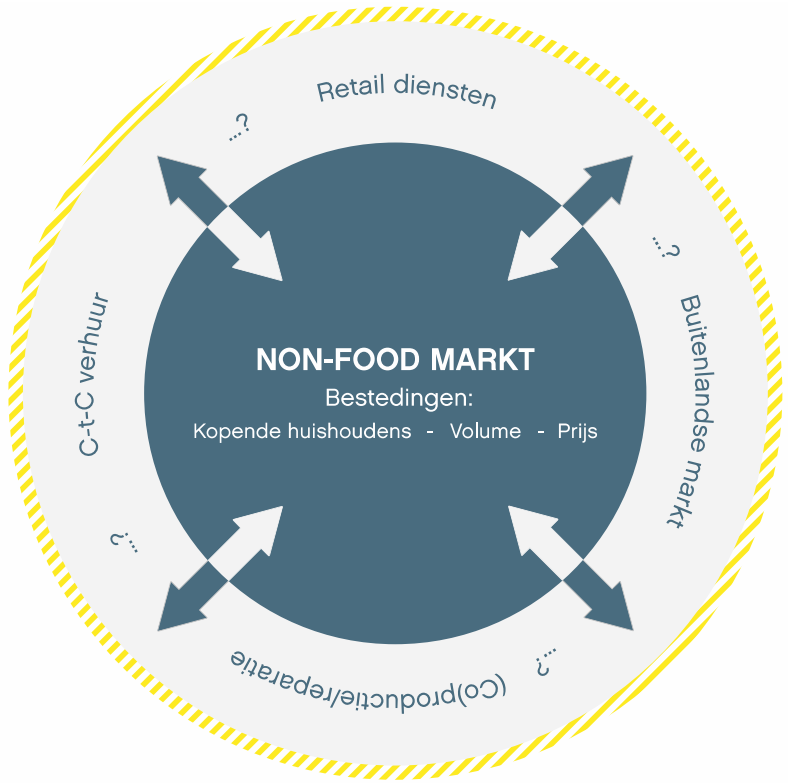 Retail diensten
...?
Buitenlandse markt
...?
(Co)productie/reparatie
...?
C-t-C verhuur
...?
NON-FOOD MARKT
Bestedingen:
Kopende huishoudens - Volume - Prijs